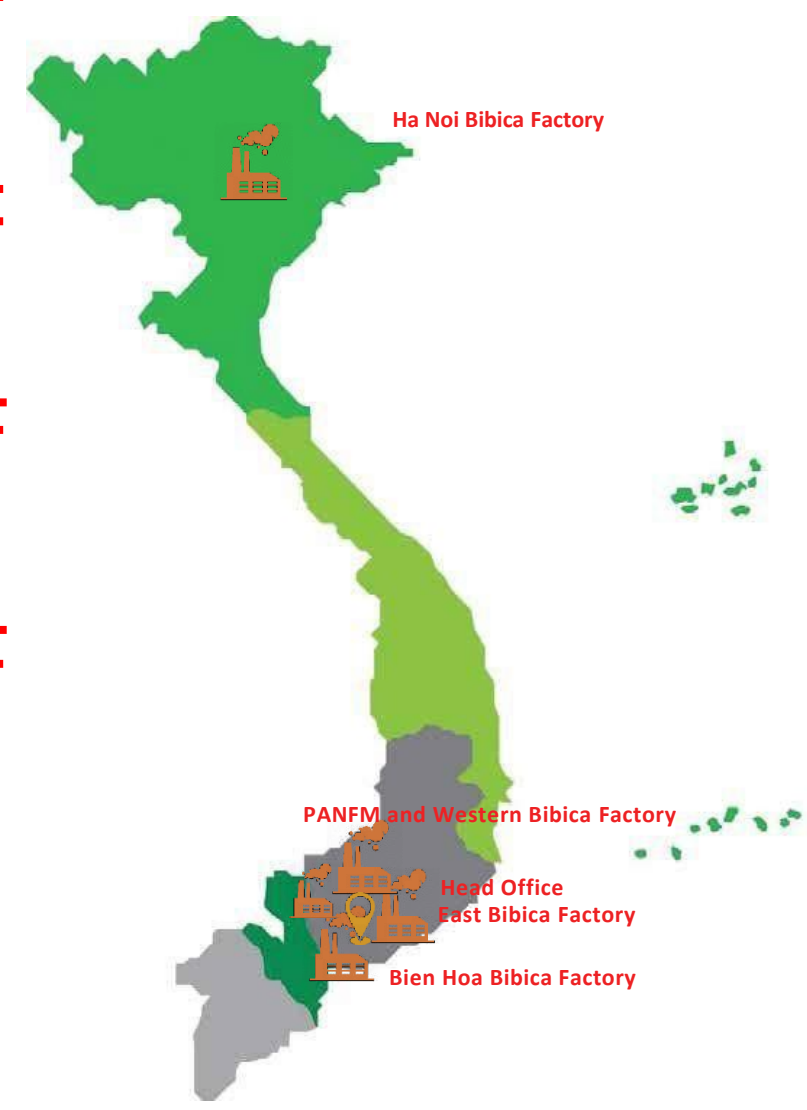 Ha Noi Bibica Factory
PANFM and Western Bibica Factory
Head Office
East Bibica Factory
Bien Hoa Bibica Factory